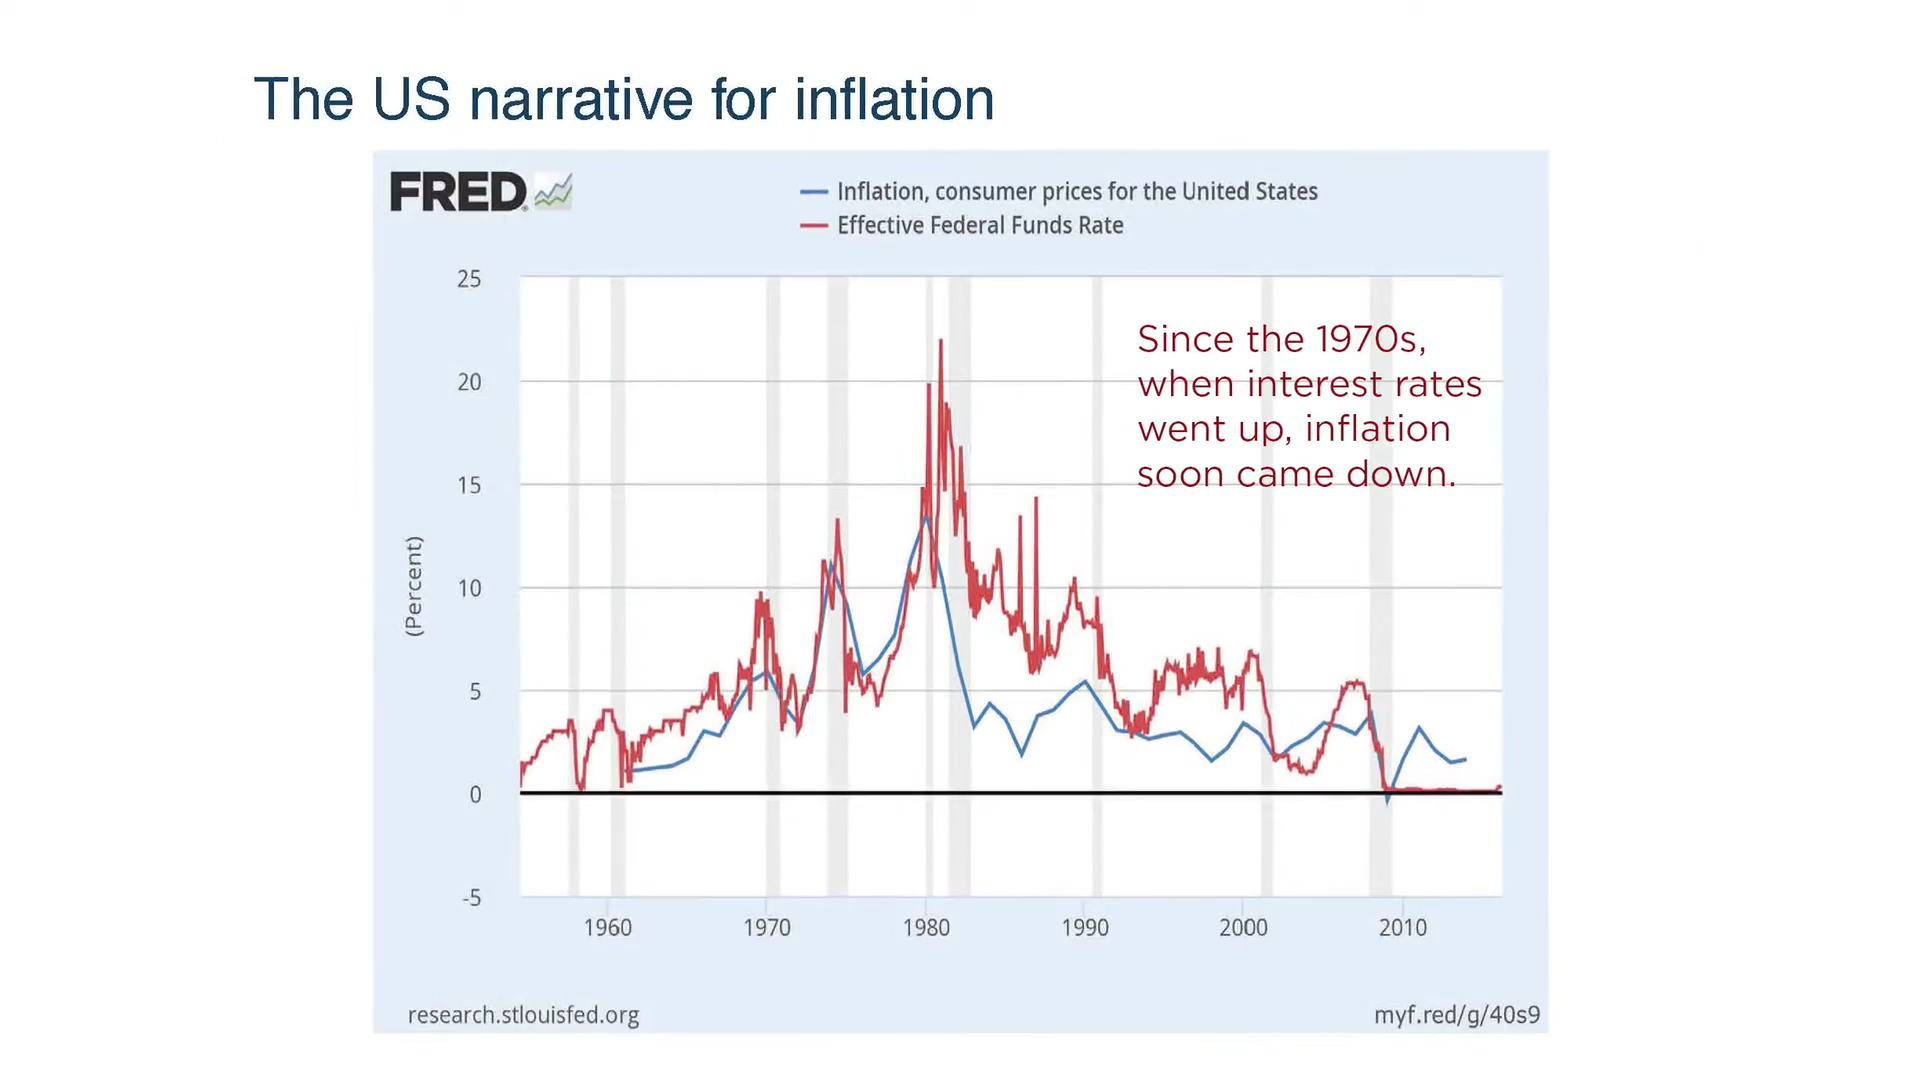 The US narrative for inflation
FRED
Inflation, consumer prices for the United States
Effective Federal Funds Rate
25
20
15
10
5
0
-5
(Percent)
Since the 1970s,
when interest rates
went up, inflation
soon came down.
1960 1970 1980 1990 2000 2010
research.stlouisfed.org
myf.red/g/40s9